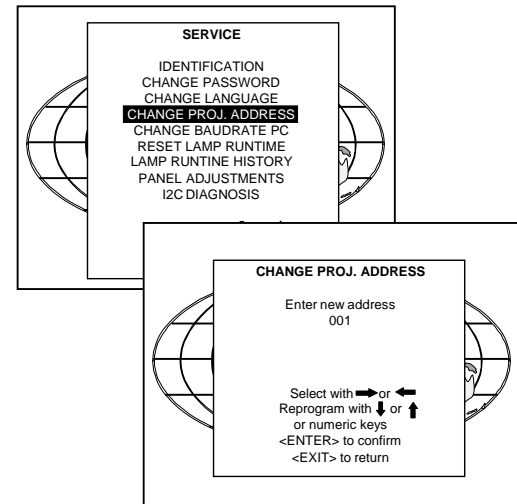 SERVICE
IDENTIFICATION
CHANGE PASSWORD
CHANGE LANGUAGE
CHANGE PROJ. ADDRESS
CHANGE BAUDRATE PC
RESET LAMP RUNTIME
LAMP RUNTINE HISTORY
PANEL ADJUSTMENTS
I2C DIAGNOSIS
CHANGE PROJ. ADDRESS
Enter new address
001
Select with ➡ or ⬅
Reprogram with ⬇ or ⬆
or numeric keys
<ENTER> to confirm
<EXIT> to return